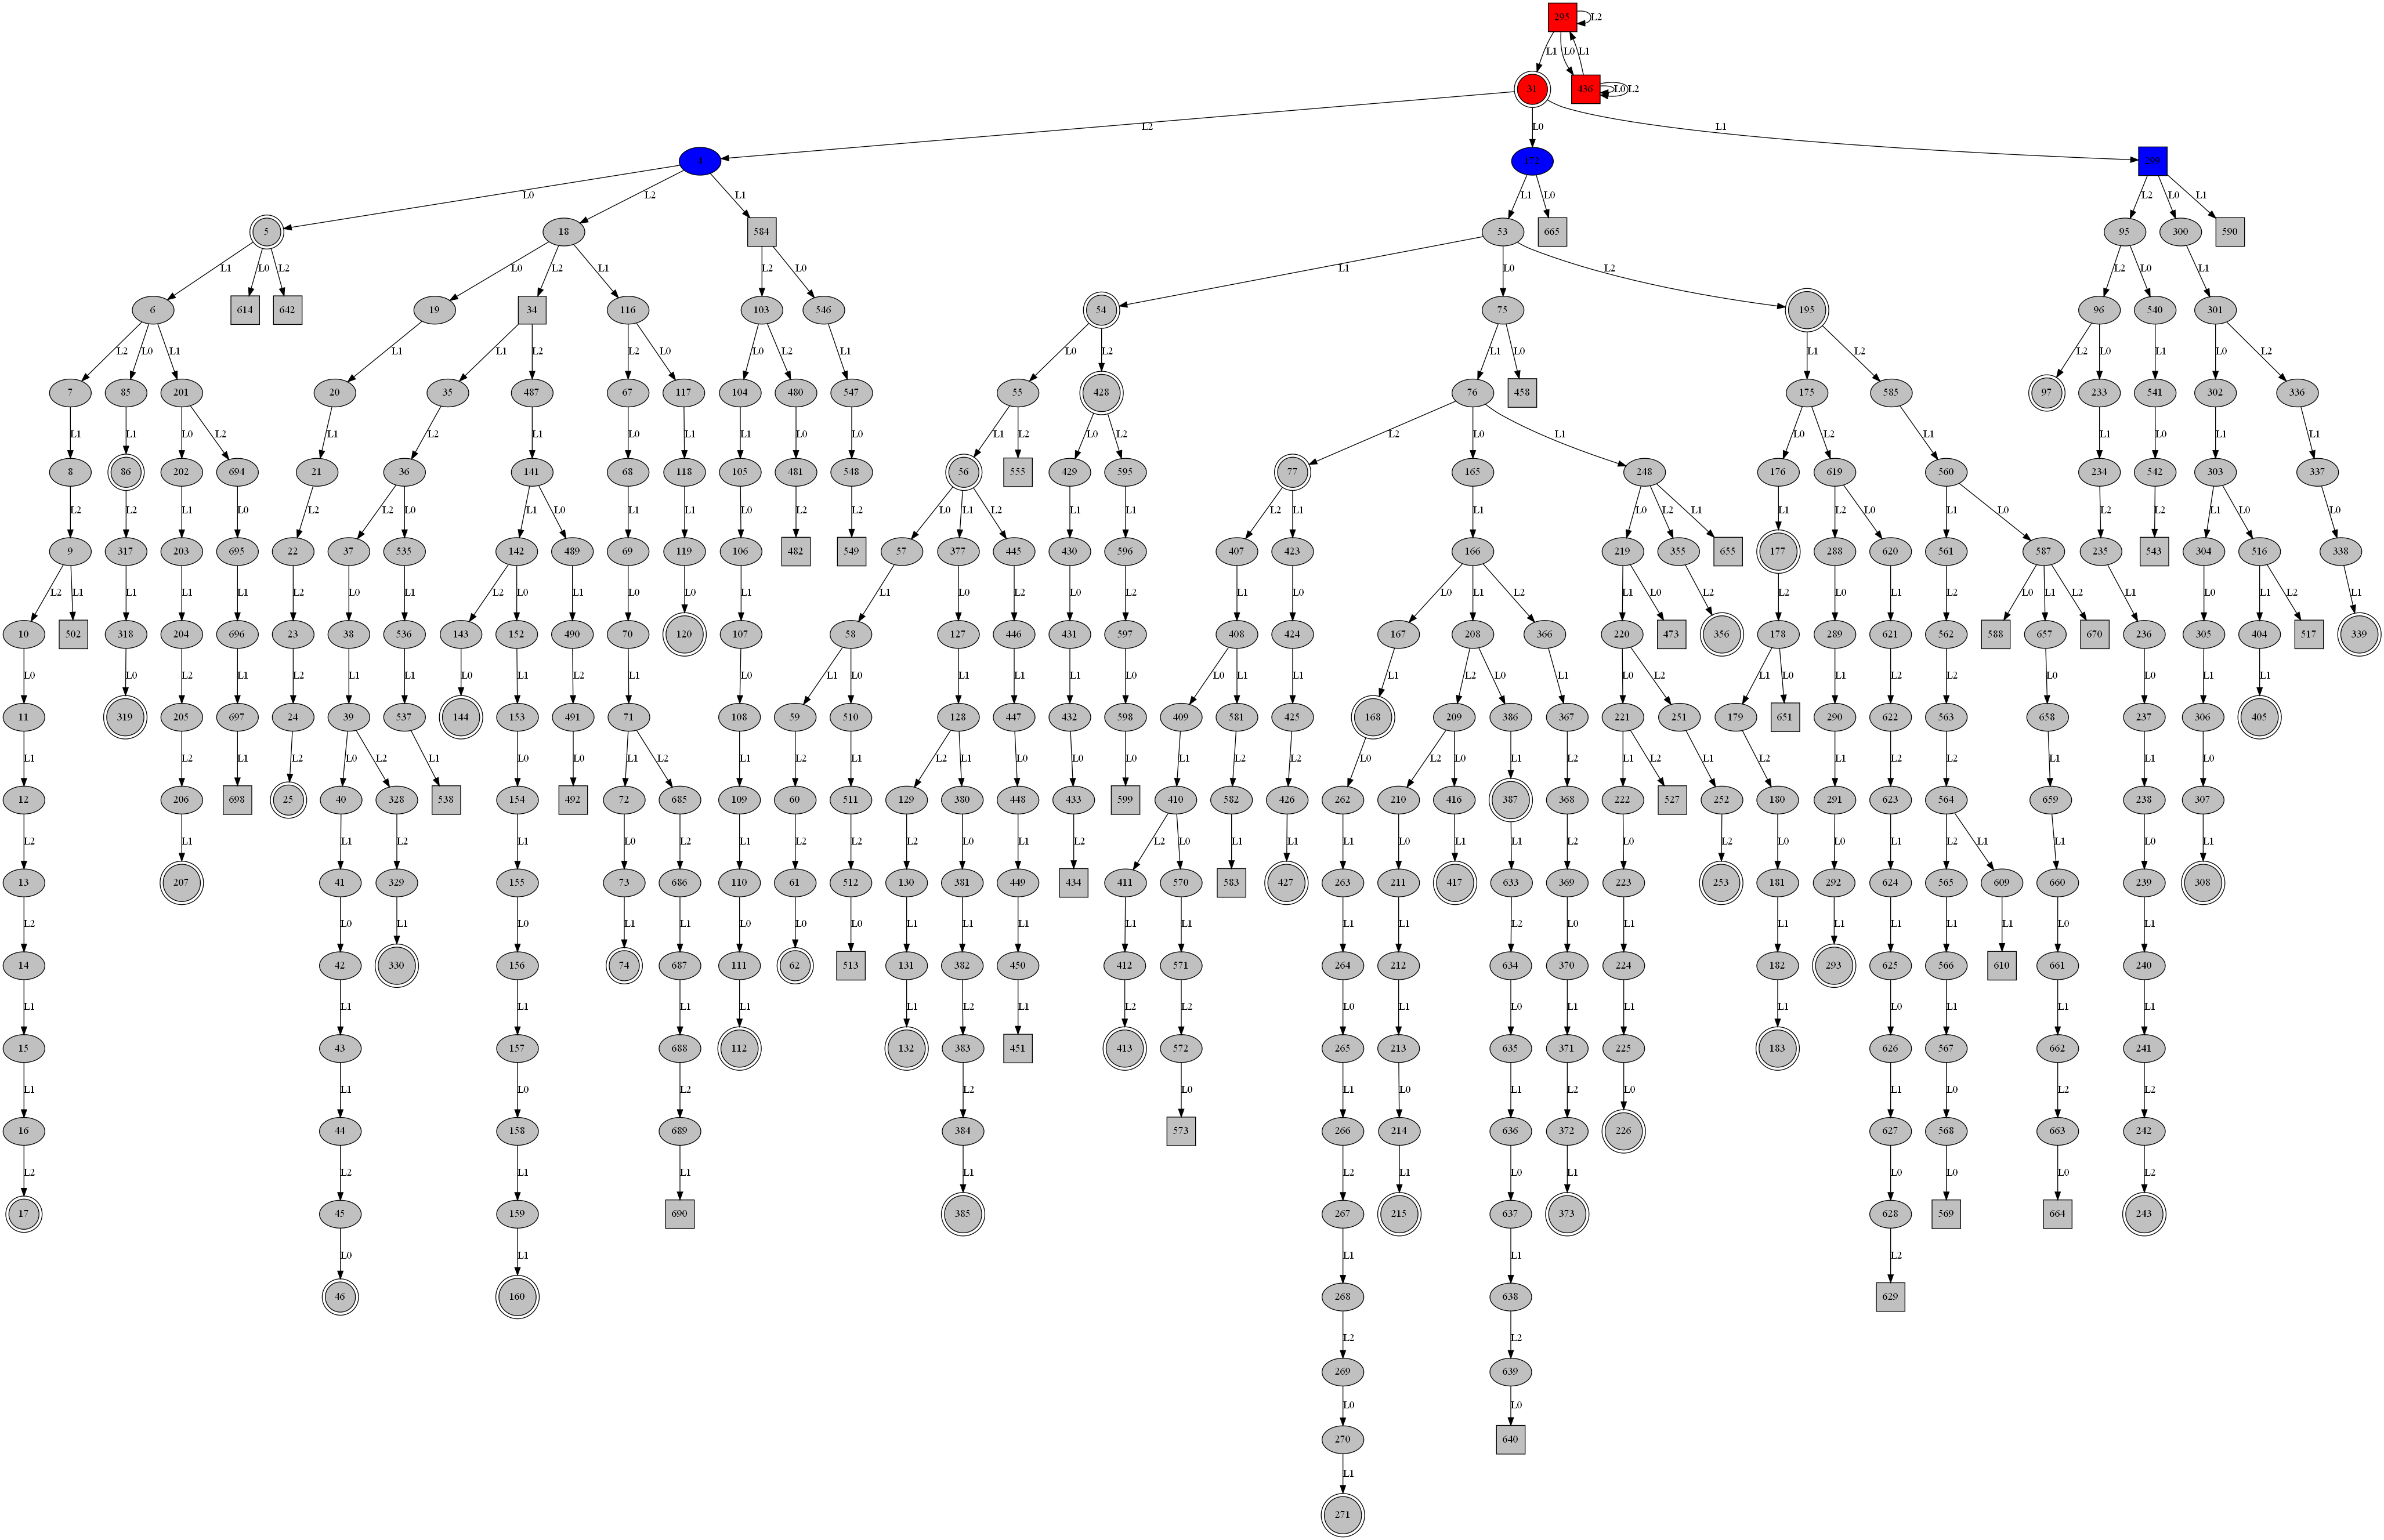 295 L2
L1 L0 L1
31 436 L0 L2
L2 L0 L1
L0 L2 L1 L1 L0 L2 L0 L1
5 18 584 53 665 95 300 590
L1 L0 L2 L0 L2 L1 L2 L0 L1 L0 L2 L2 L0 L1
6 614 642 19 34 116 103 546 54 75 195 96 540 301
L2 L0 L1 L1 L1 L2 L2 L0 L0 L2 L1 L0 L2 L1 L0 L1 L2 L2 L0 L1 L0 L2
7 85 201 20 35 487 67 117 104 480 547 55 428 76 458 175 585 97 233 541 302 336
L1 L1 L0 L2 L1 L2 L1 L0 L1 L1 L0 L0 L1 L2 L0 L2 L2 L0 L1 L0 L2 L1 L1 L0 L1 L1
8 86 202 694 21 36 141 68 118 105 481 548 56 555 429 595 77 165 248 176 619 560 234 542 303 337
L2 L2 L1 L0 L2 L2 L0 L1 L0 L1 L1 L0 L2 L2 L0 L1 L2 L1 L1 L2 L1 L1 L0 L2 L1 L1 L2 L0 L1 L0 L2 L2 L1 L0 L0
9 317 203 695 22 37 535 142 489 69 119 106 482 549 57 377 445 430 596 407 423 166 219 355 655 177 288 620 561 587 235 543 304 516 338
L2 L1 L1 L1 L1 L2 L0 L1 L2 L0 L1 L0 L0 L1 L1 L0 L2 L0 L2 L1 L0 L0 L1 L2 L1 L0 L2 L2 L0 L1 L2 L0 L1 L2 L1 L0 L1 L2 L1
10 502 318 204 696 23 38 536 143 152 490 70 120 107 58 127 446 431 597 408 424 167 208 366 220 473 356 178 289 621 562 588 657 670 236 305 404 517 339
L0 L0 L2 L1 L2 L1 L1 L0 L1 L2 L1 L0 L1 L0 L1 L1 L1 L0 L0 L1 L1 L1 L2 L0 L1 L0 L2 L1 L0 L1 L2 L2 L0 L0 L1 L1
11 319 205 697 24 39 537 144 153 491 71 108 59 510 128 447 432 598 409 581 425 168 209 386 367 221 251 179 651 290 622 563 658 237 306 405
L1 L2 L1 L2 L0 L2 L1 L0 L0 L1 L2 L1 L2 L1 L2 L1 L0 L0 L0 L1 L2 L2 L0 L2 L0 L1 L2 L1 L2 L1 L2 L1 L2 L2 L1 L1 L0
12 206 698 25 40 328 538 154 492 72 685 109 60 511 129 380 448 433 599 410 582 426 262 210 416 387 368 222 527 252 180 291 623 564 659 238 307
L2 L1 L1 L2 L1 L0 L2 L1 L2 L2 L2 L0 L1 L2 L2 L0 L1 L1 L1 L0 L1 L1 L2 L0 L2 L0 L0 L1 L2 L1 L1 L0 L1
13 207 41 329 155 73 686 110 61 512 130 381 449 434 411 570 583 427 263 211 417 633 369 223 253 181 292 624 565 609 660 239 308
L2 L0 L1 L0 L1 L1 L0 L0 L0 L1 L1 L1 L1 L1 L1 L1 L2 L0 L1 L1 L1 L1 L1 L1 L0 L1
14 42 330 156 74 687 111 62 513 131 382 450 412 571 264 212 634 370 224 182 293 625 566 610 661 240
L1 L1 L1 L1 L1 L1 L2 L1 L2 L2 L0 L1 L0 L1 L1 L1 L0 L1 L1 L1
15 43 157 688 112 132 383 451 413 572 265 213 635 371 225 183 626 567 662 241
L1 L1 L0 L2 L2 L0 L1 L0 L1 L2 L0 L1 L0 L2 L2
16 44 158 689 384 573 266 214 636 372 226 627 568 663 242
L2 L2 L1 L1 L1 L2 L1 L0 L1 L0 L0 L0 L2
17 45 159 690 385 267 215 637 373 628 569 664 243
L0 L1 L1 L1 L2
46 160 268 638 629
L2 L2
269 639
L0 L0
270 640
L1
271